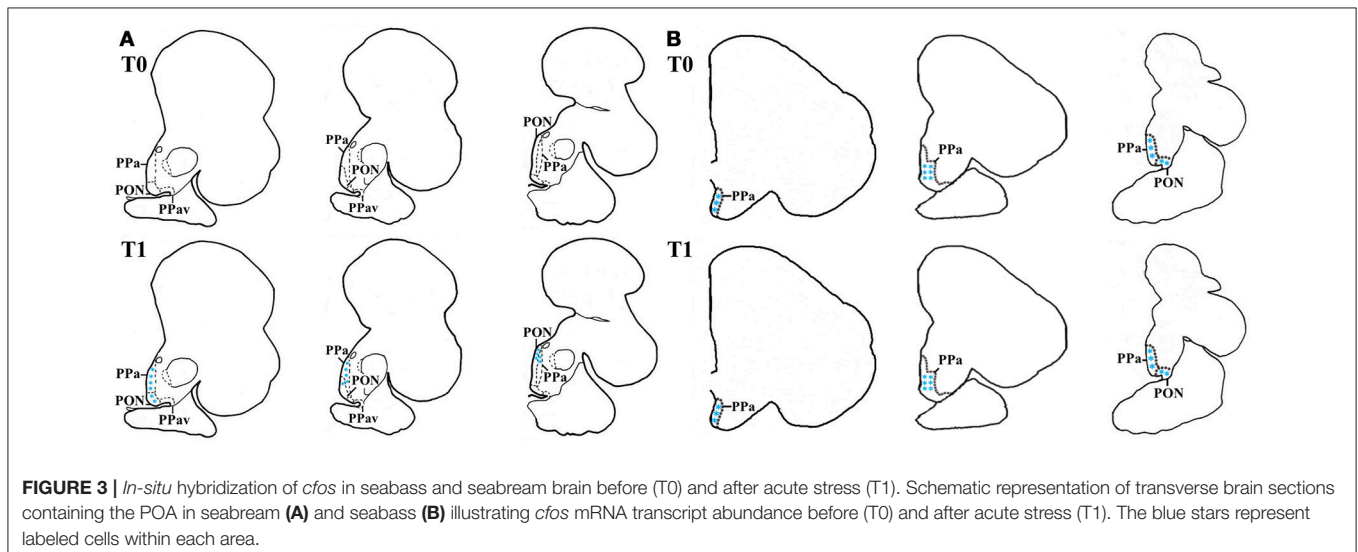 A
T0
PPa
PON
PPav
PPa
PON
PON
PPa
B
T0
PPa
PPa
PPa
PON
T1
PPa
PON
PPav
PPa
PON
PON
PPa
T1
PPa
PPa
PPa
PON
FIGURE 3 | In-situ hybridization of cfos in seabass and seabream brain before (T0) and after acute stress (T1). Schematic representation of transverse brain sections
containing the POA in seabream (A) and seabass (B) illustrating cfos mRNA transcript abundance before (T0) and after acute stress (T1). The blue stars represent
labeled cells within each area.